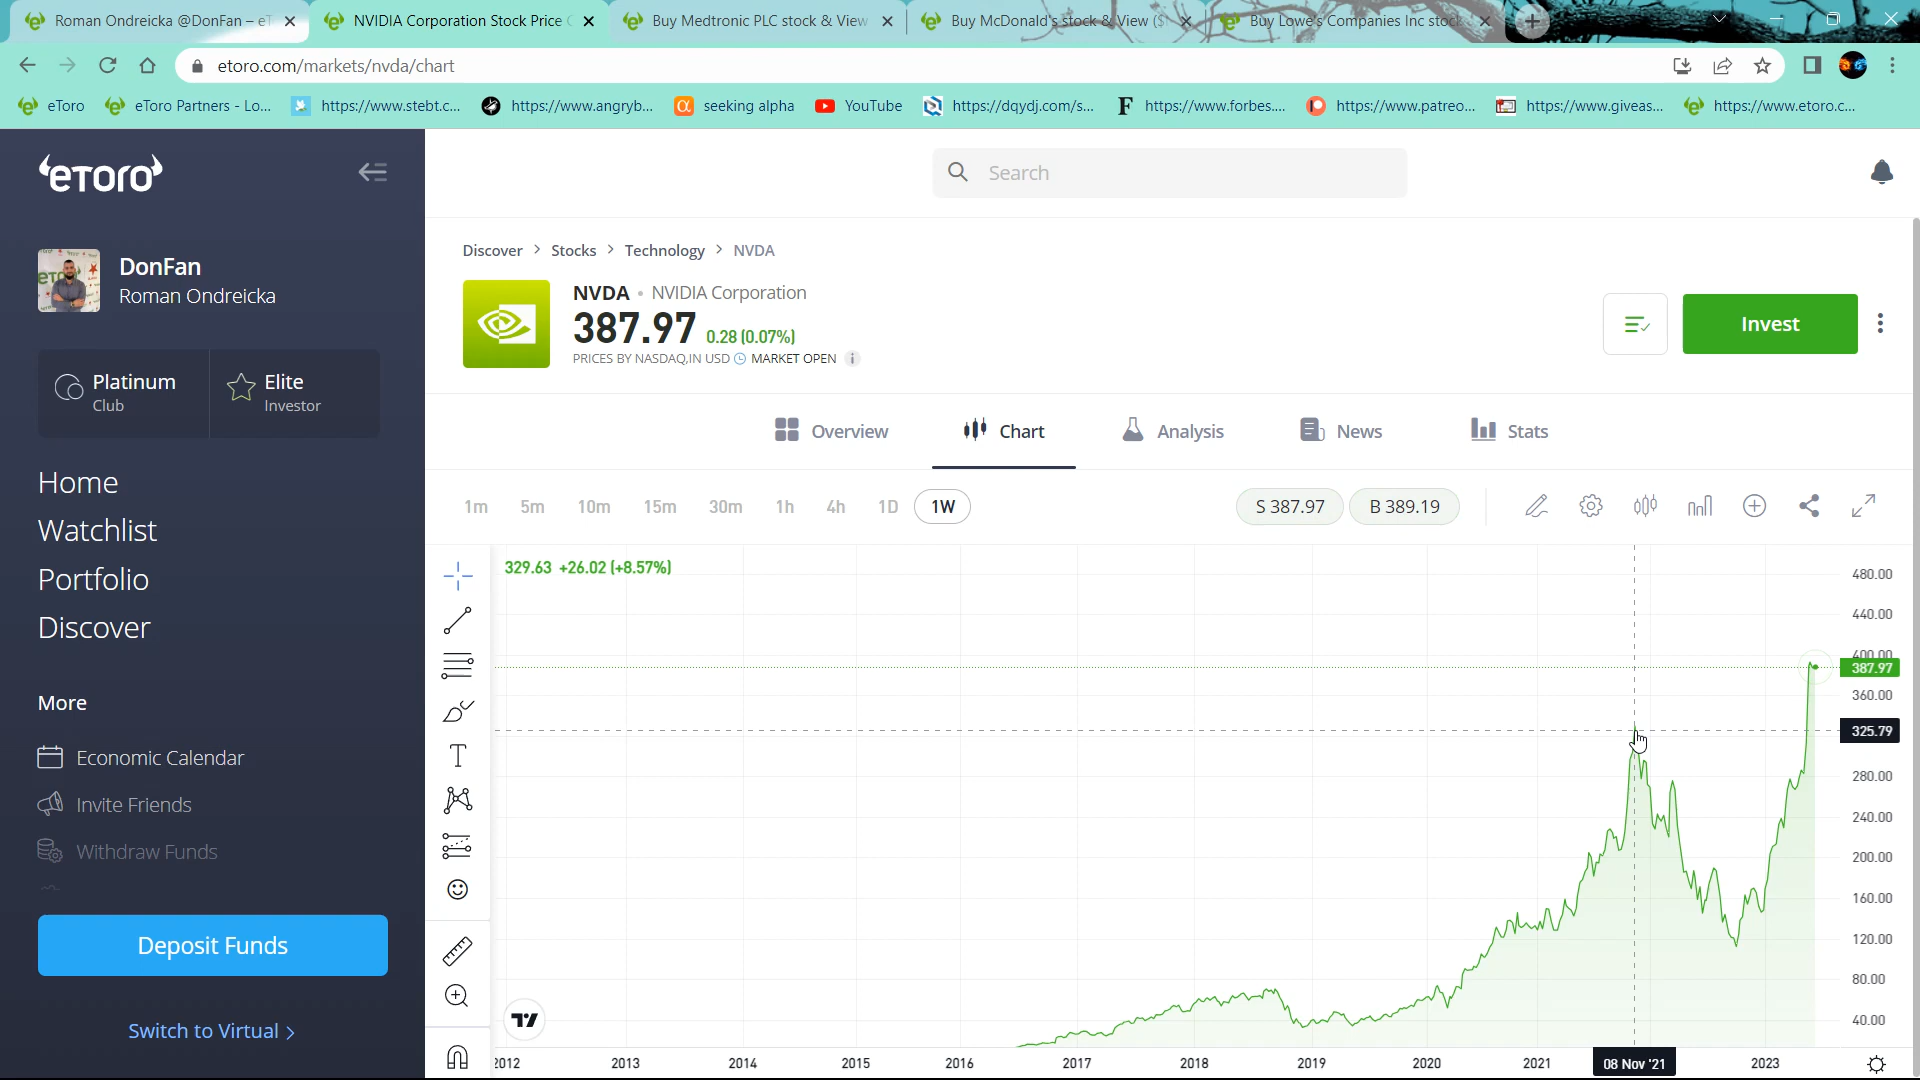 Roman Ondreicka @DonFan – eT
NVIDIA Corporation Stock Price C
Buy Medtronic PLC stock & View
Buy McDonald's stock & View ($
Buy Lowe's Companies Inc stock
etoro.com/markets/nvda/chart
eToro
eToro Partners - Lo...
https://www.stebt.c...
https://www.angryb...
seeking alpha
YouTube
https://dqydj.com/s...
https://www.forbes....
https://www.patreo...
https://www.giveas...
https://www.etoro.c...
eToro
Search
DonFan
Roman Ondreicka
Platinum
Club
Elite
Investor
Home
Watchlist
Portfolio
Discover
More
Economic Calendar
Invite Friends
Withdraw Funds
Deposit Funds
Switch to Virtual >
Discover > Stocks > Technology > NVDA
NVDA • NVIDIA Corporation
387.97 0.28 (0.07%)
PRICES BY NASDAQ,IN USD MARKET OPEN
Invest
Overview
Chart
Analysis
News
Stats
1m 5m 10m 15m 30m 1h 4h 1D 1W
S 387.97
B 389.19
329.63 +26.02 (+8.57%)
480.00
440.00
400.00
387.97
360.00
325.79
280.00
240.00
200.00
160.00
120.00
80.00
40.00
2012 2013 2014 2015 2016 2017 2018 2019 2020 2021 08 Nov '21 2023